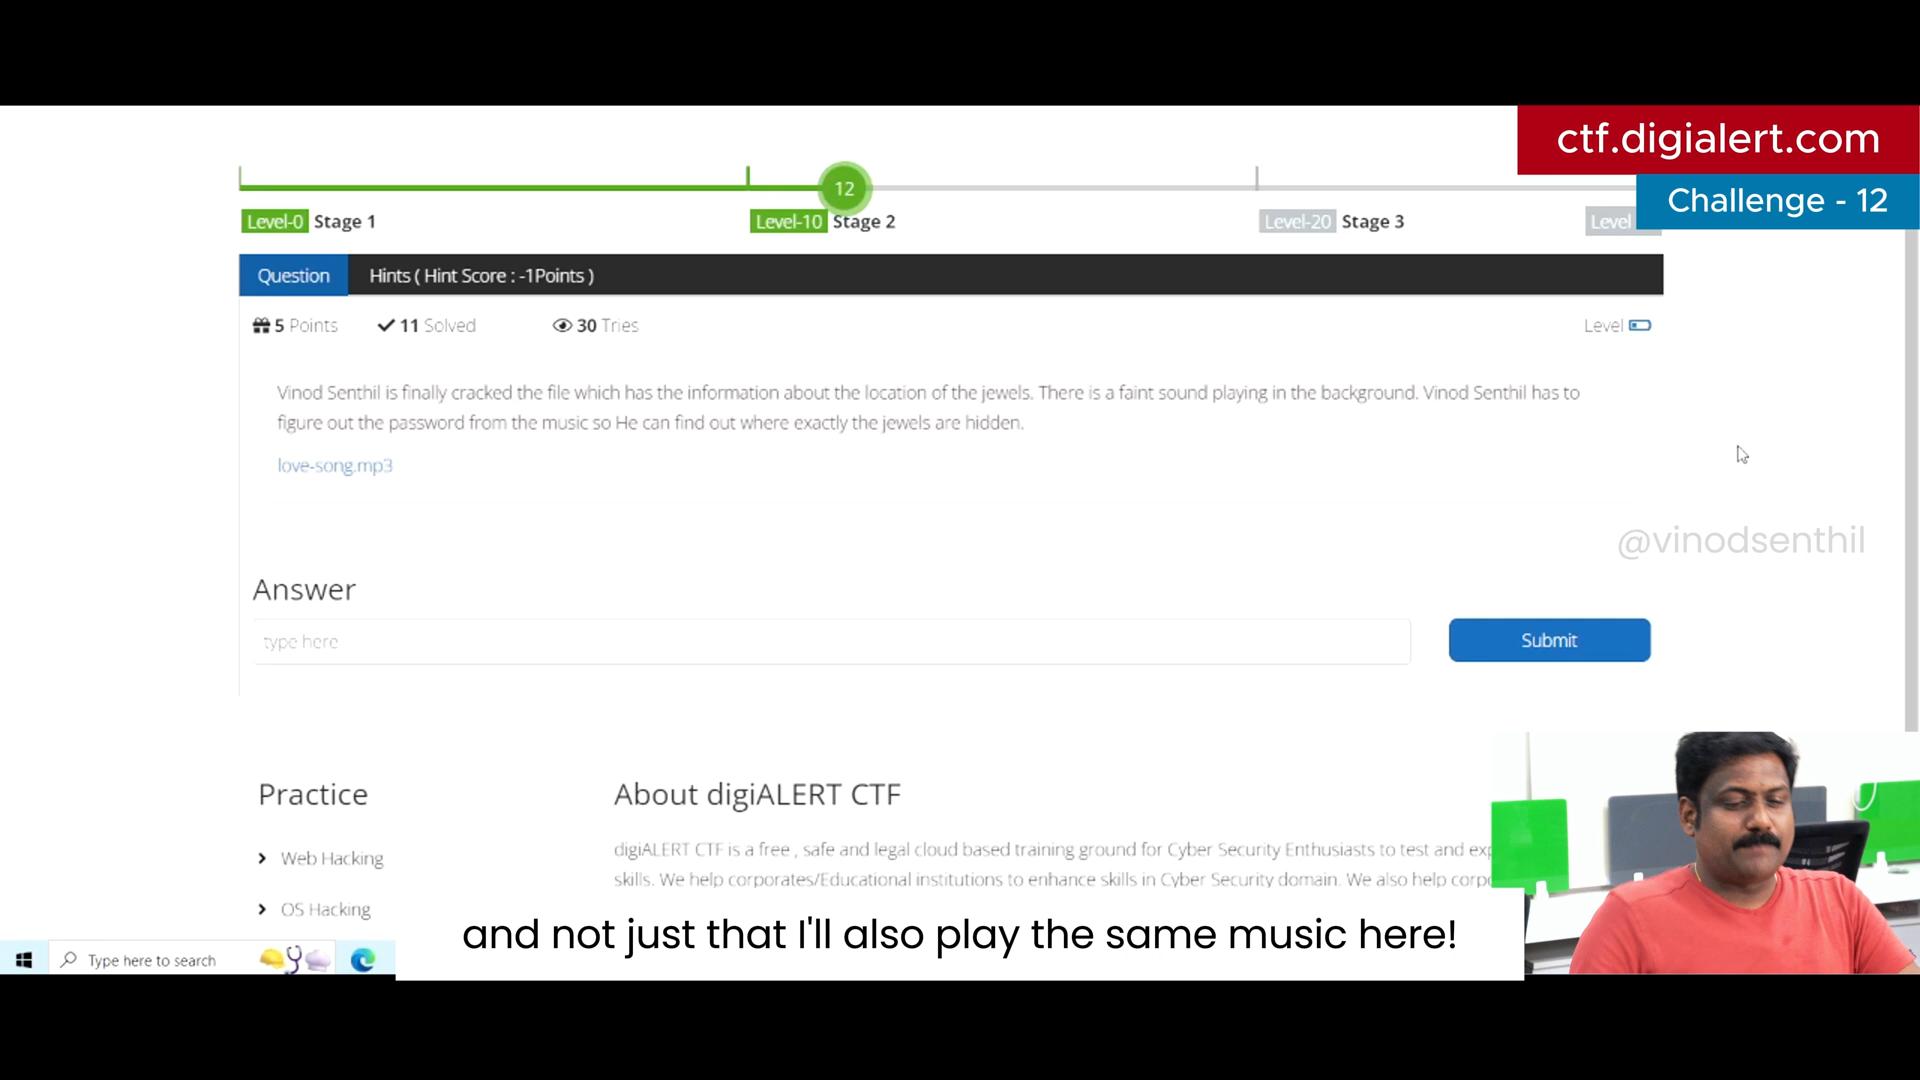 ctf.digialert.com
Challenge - 12
12
Level-0 Stage 1
Level-10 Stage 2
Level-20 Stage 3
Level
Question
Hints ( Hint Score : -1Points )
5 Points
11 Solved
30 Tries
Level
Vinod Senthil is finally cracked the file which has the information about the location of the jewels. There is a faint sound playing in the background. Vinod Senthil has to
figure out the password from the music so He can find out where exactly the jewels are hidden.
love-song.mp3
@vinodsenthil
Answer
type here
Submit
Practice
About digiALERT CTF
Web Hacking
digiALERT CTF is a free , safe and legal cloud based training ground for Cyber Security Enthusiasts to test and
skills. We help corporates/Educational institutions to enhance skills in Cyber Security domain. We also help
OS Hacking
and not just that I'll also play the same music here!
Type here to search